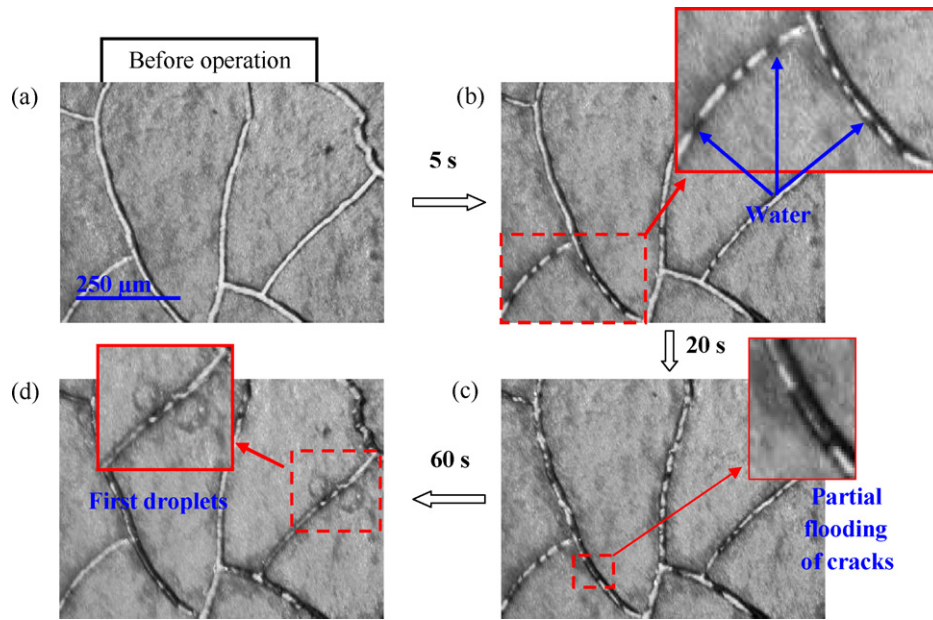 Before operation
(a)
250 μm
5 s
(b)
Water
20 s
(c)
Partial
flooding
of cracks
60 s
(d)
First droplets